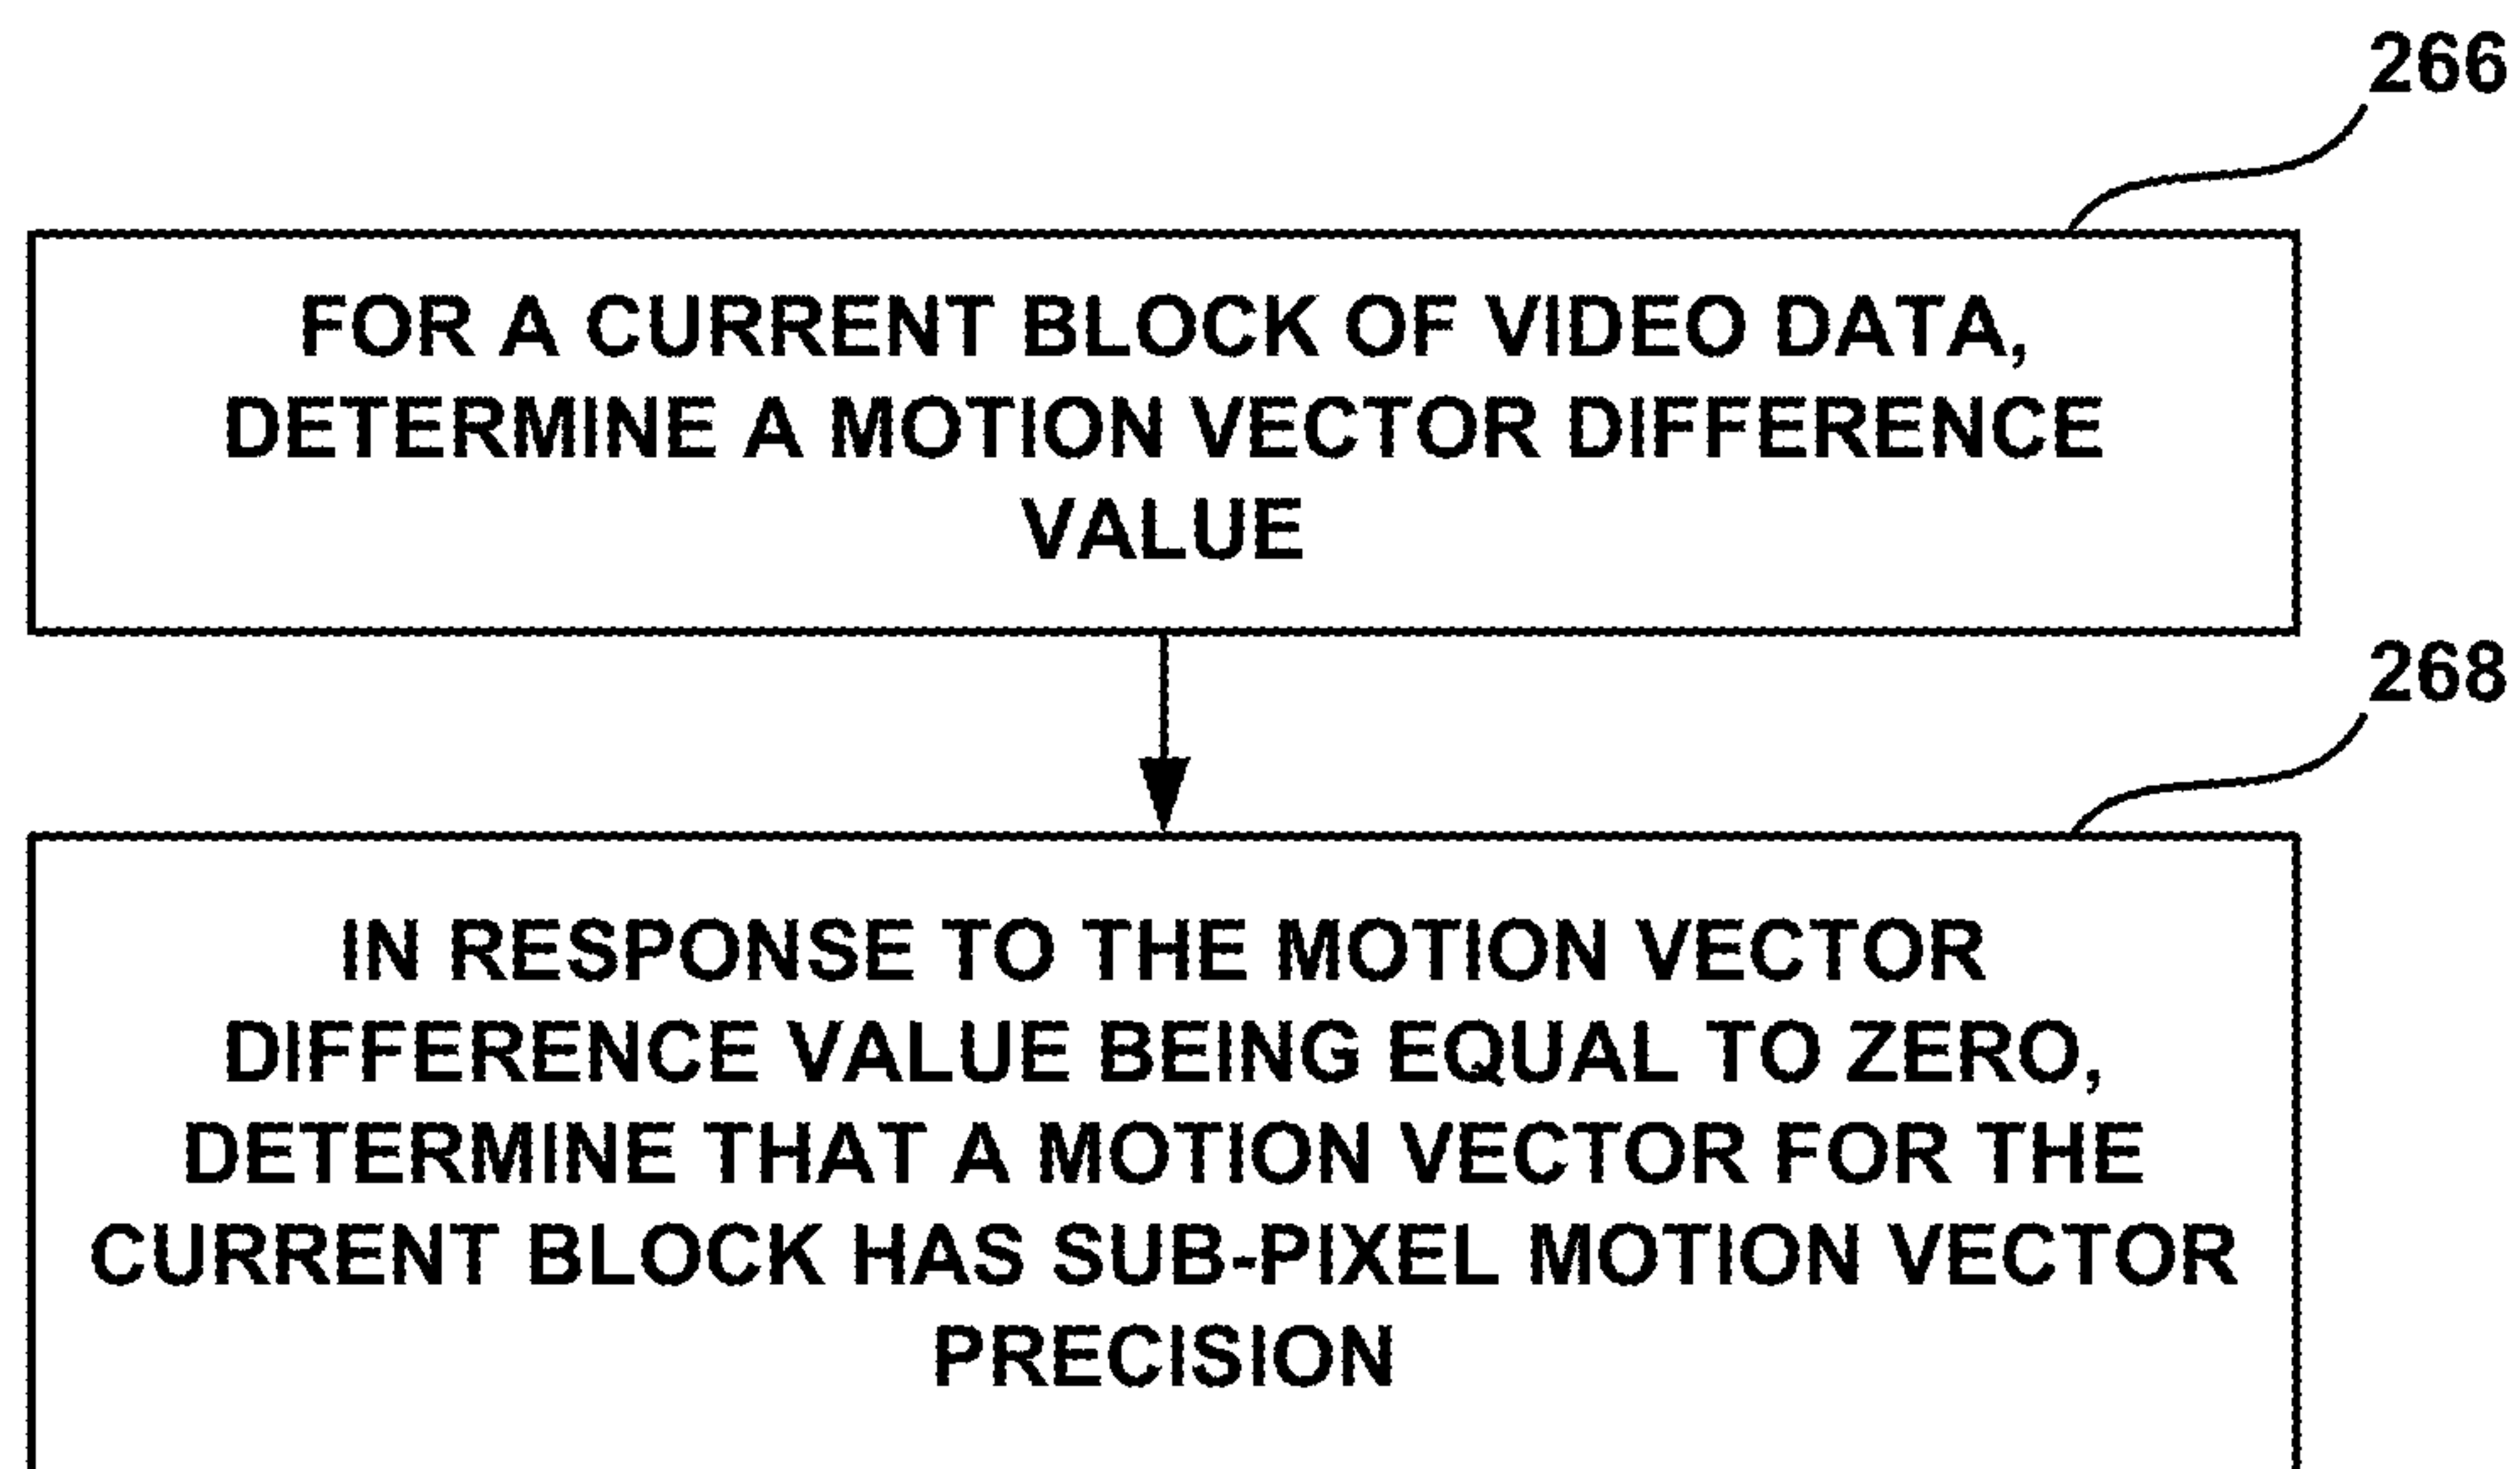 266
FOR A CURRENT BLOCK OF VIDEO DATA,
DETERMINE A MOTION VECTOR DIFFERENCE
VALUE
268
IN RESPONSE TO THE MOTION VECTOR
DIFFERENCE VALUE BEING EQUAL TO ZERO,
DETERMINE THAT A MOTION VECTOR FOR THE
CURRENT BLOCK HAS SUB-PIXEL MOTION VECTOR
PRECISION